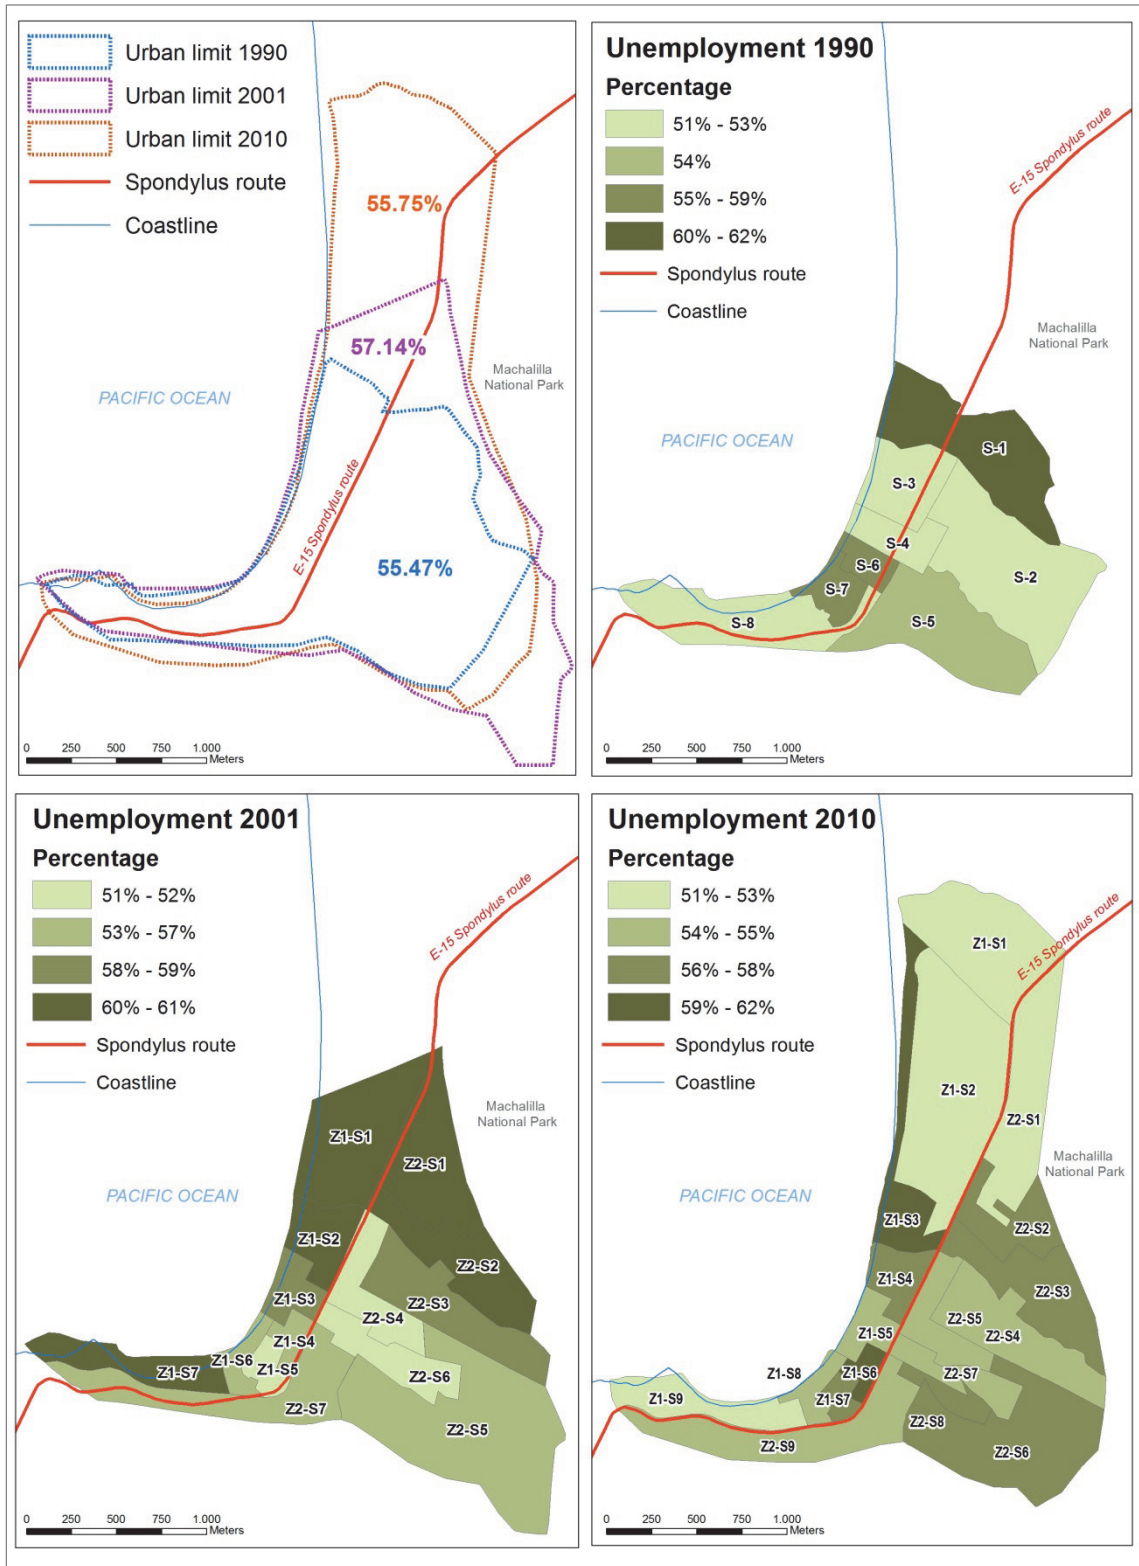 Urban limit 1990
Urban limit 2001
Urban limit 2010
Spondylus route
Coastline
55.75%
57.14%
Machalilla
National Park
PACIFIC OCEAN
E-15 Spondylus route
55.47%
0 250 500 750 1.000
Meters
Unemployment 1990
Percentage
51% - 53%
54%
55% - 59%
60% - 62%
Spondylus route
Coastline
E-15 Spondylus route
Machalilla
National Park
PACIFIC OCEAN
S-1
S-3
S-4
S-6
S-2
S-7
S-8
S-5
0 250 500 750 1.000
Meters
Unemployment 2001
Percentage
51% - 52%
53% - 57%
58% - 59%
60% - 61%
Spondylus route
Coastline
E-15 Spondylus route
Machalilla
National Park
PACIFIC OCEAN
Z1-S1
Z2-S1
Z1-S2
Z2-S2
Z1-S3
Z2-S3
Z2-S4
Z1-S4
Z1-S6
Z1-S5
Z1-S7
Z2-S6
Z2-S7
Z2-S5
0 250 500 750 1.000
Meters
Unemployment 2010
Percentage
51% - 53%
54% - 55%
56% - 58%
59% - 62%
Spondylus route
Coastline
Z1-S1
E-15 Spondylus route
Z1-S2
Z2-S1
Machalilla
National Park
PACIFIC OCEAN
Z1-S3
Z2-S2
Z1-S4
Z2-S3
Z2-S5
Z2-S4
Z1-S5
Z1-S8
Z1-S6
Z2-S7
Z1-S9
Z1-S7
Z2-S8
Z2-S9
Z2-S6
0 250 500 750 1.000
Meters